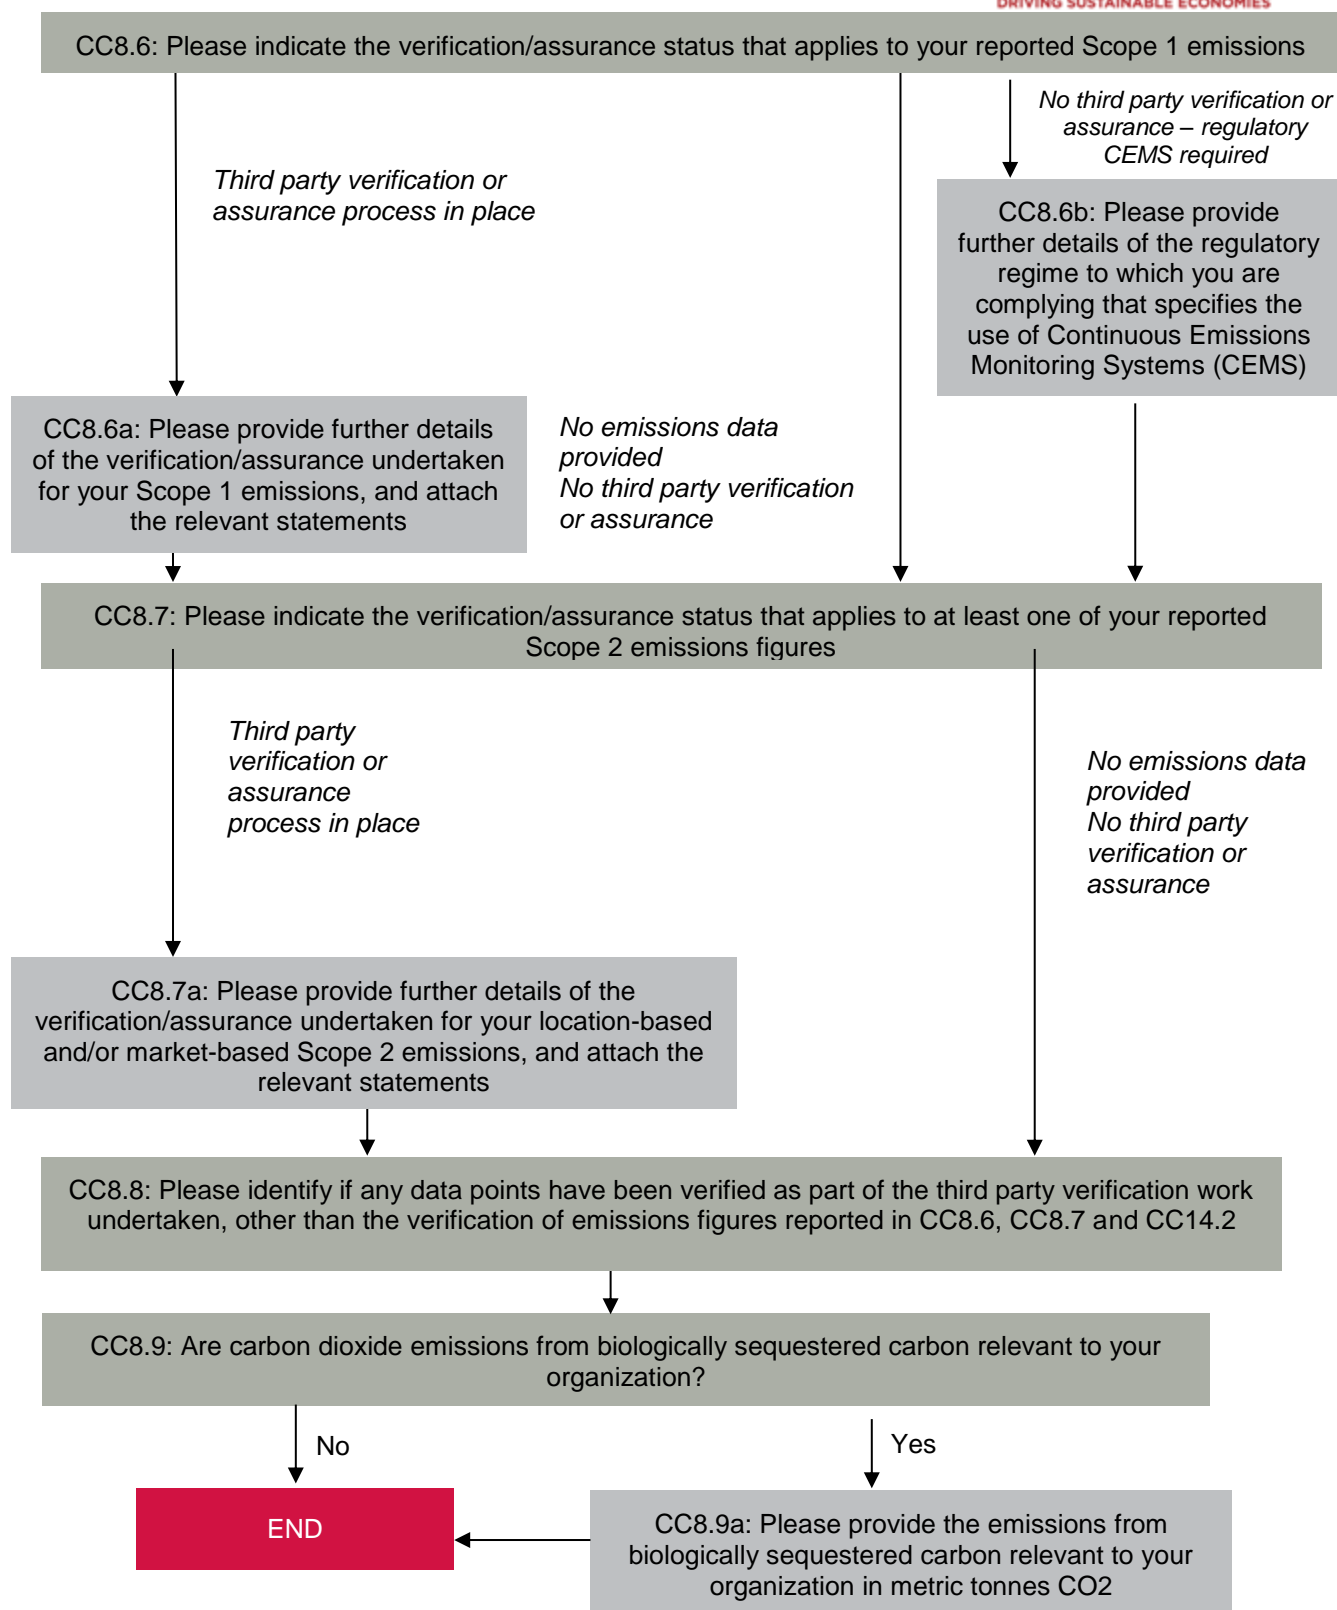 DRIVING SUSTAINABLE ECONOMIES
CC8.6: Please indicate the verification/assurance status that applies to your reported Scope 1 emissions
No third party verification or
assurance – regulatory
CEMS required
Third party verification or
assurance process in place
CC8.6b: Please provide
further details of the regulatory
regime to which you are
complying that specifies the
use of Continuous Emissions
Monitoring Systems (CEMS)
CC8.6a: Please provide further details
of the verification/assurance undertaken
for your Scope 1 emissions, and attach
the relevant statements
No emissions data
provided
No third party verification
or assurance
CC8.7: Please indicate the verification/assurance status that applies to at least one of your reported
Scope 2 emissions figures
Third party
verification or
assurance
process in place
No emissions data
provided
No third party
verification or
assurance
CC8.7a: Please provide further details of the
verification/assurance undertaken for your location-based
and/or market-based Scope 2 emissions, and attach the
relevant statements
CC8.8: Please identify if any data points have been verified as part of the third party verification work
undertaken, other than the verification of emissions figures reported in CC8.6, CC8.7 and CC14.2
CC8.9: Are carbon dioxide emissions from biologically sequestered carbon relevant to your
organization?
No
Yes
END
CC8.9a: Please provide the emissions from
biologically sequestered carbon relevant to your
organization in metric tonnes CO2